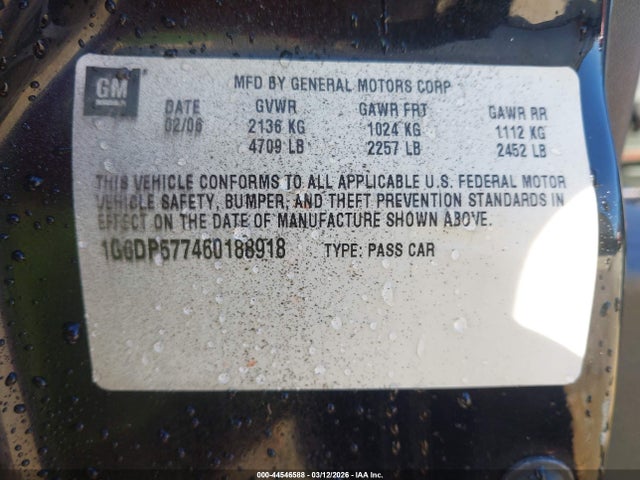 GM
MFD BY GENERAL MOTORS CORP
DATE GVWR GAWR FRT GAWR RR
02/06 2136 KG 1024 KG 1112 KG
4709 LB 2257 LB 2452 LB
THIS VEHICLE CONFORMS TO ALL APPLICABLE U.S. FEDERAL MOTOR
VEHICLE SAFETY, BUMPER, AND THEFT PREVENTION STANDARDS IN
EFFECT ON THE DATE OF MANUFACTURE SHOWN ABOVE.
1G6DP577460188918 TYPE: PASS CAR
000-44546588 - 03/12/2026 - IAA Inc.